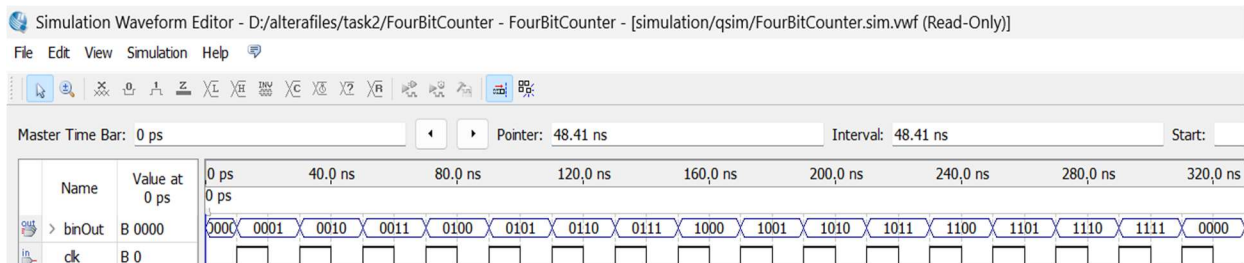 Simulation Waveform Editor - D:/alterafiles/task2/FourBitCounter - FourBitCounter - [simulation/qsim/FourBitCounter.sim.vwf (Read-Only)]
File Edit View Simulation Help
Master Time Bar: 0 ps Pointer: 48.41 ns Interval: 48.41 ns Start:
Name Value at 0 ps 0 ps 40.0 ns 80.0 ns 120.0 ns 160.0 ns 200.0 ns 240.0 ns 280.0 ns 320.0 ns
0 ps
out > binOut B 0000 0000 0001 0010 0011 0100 0101 0110 0111 1000 1001 1010 1011 1100 1101 1110 1111 0000
in clk B 0